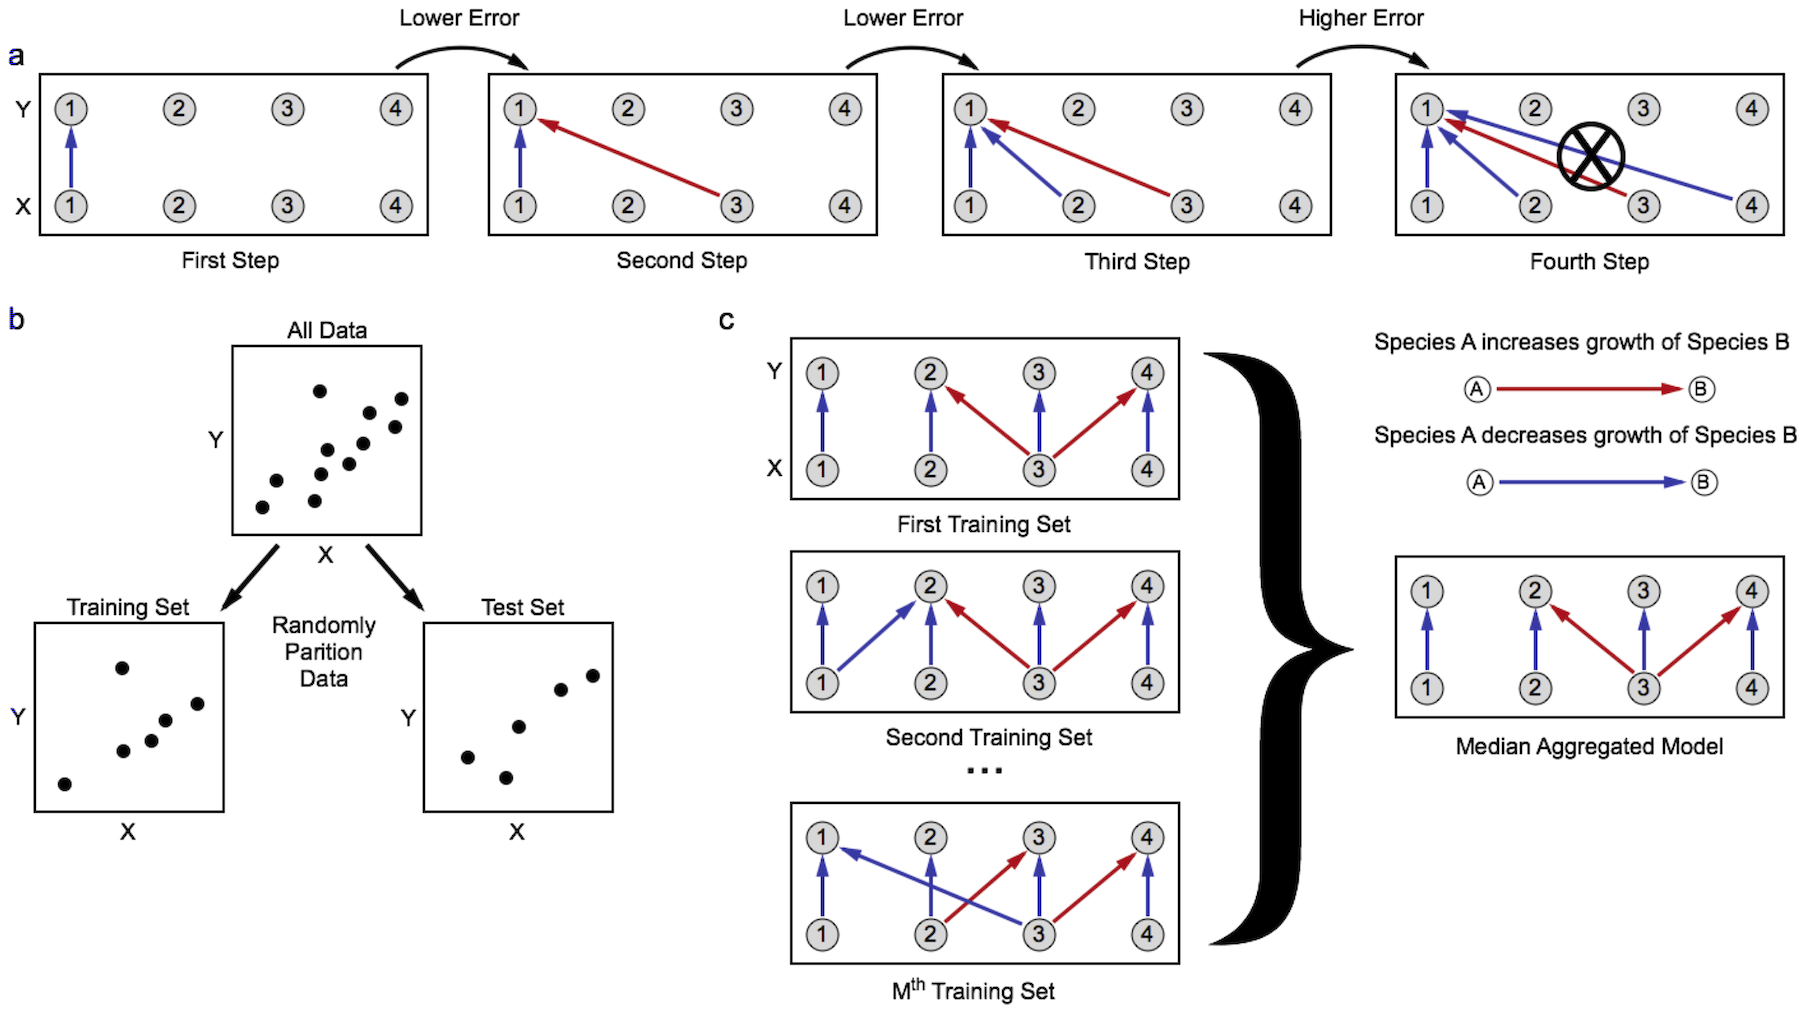 Lower Error
Lower Error
Higher Error
a
Y 1 2 3 4
X 1 2 3 4
First Step
1 2 3 4
1 2 3 4
Second Step
1 2 3 4
1 2 3 4
Third Step
1 2 3 4
1 2 3 4
Fourth Step
b
All Data
Y
X
Training Set
Y
X
Randomly
Parition
Data
Test Set
Y
X
c
Y 1 2 3 4
X 1 2 3 4
First Training Set
1 2 3 4
1 2 3 4
Second Training Set
...
1 2 3 4
1 2 3 4
Mth Training Set
Species A increases growth of Species B
A B
Species A decreases growth of Species B
A B
1 2 3 4
1 2 3 4
Median Aggregated Model